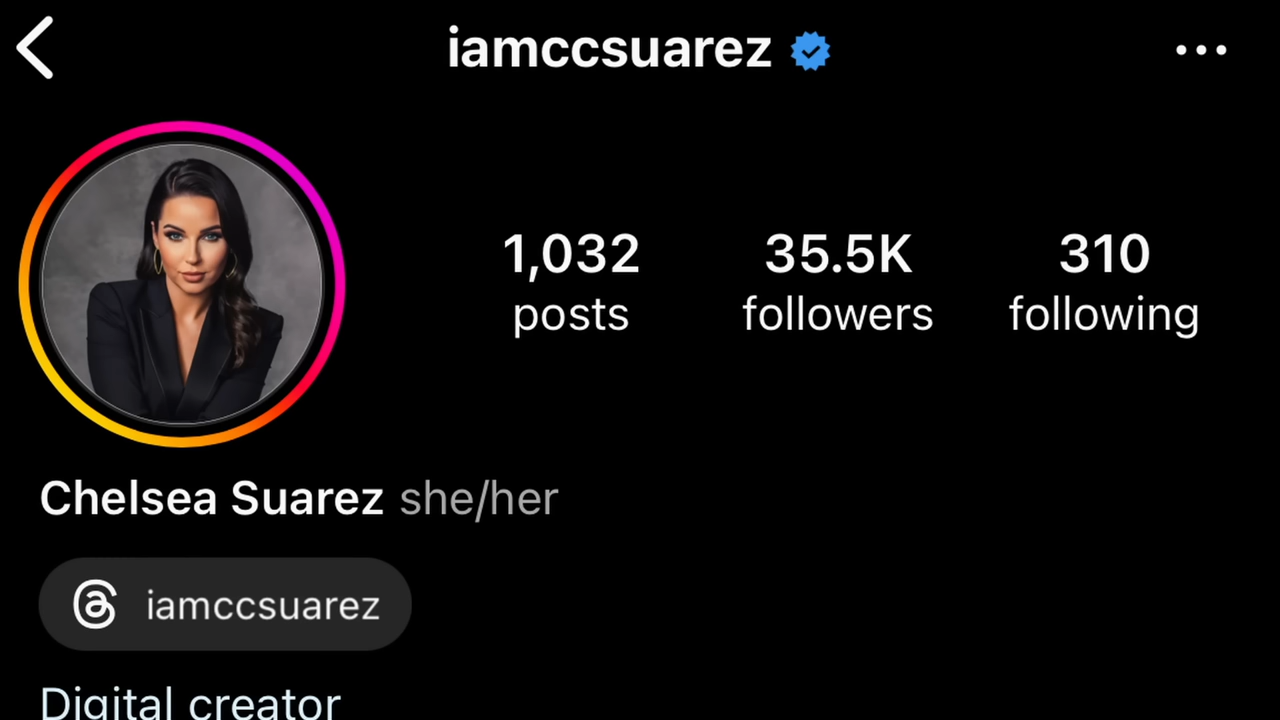 iamccsuarez
1,032 35.5K 310
posts followers following
Chelsea Suarez she/her
iamccsuarez
Digital creator